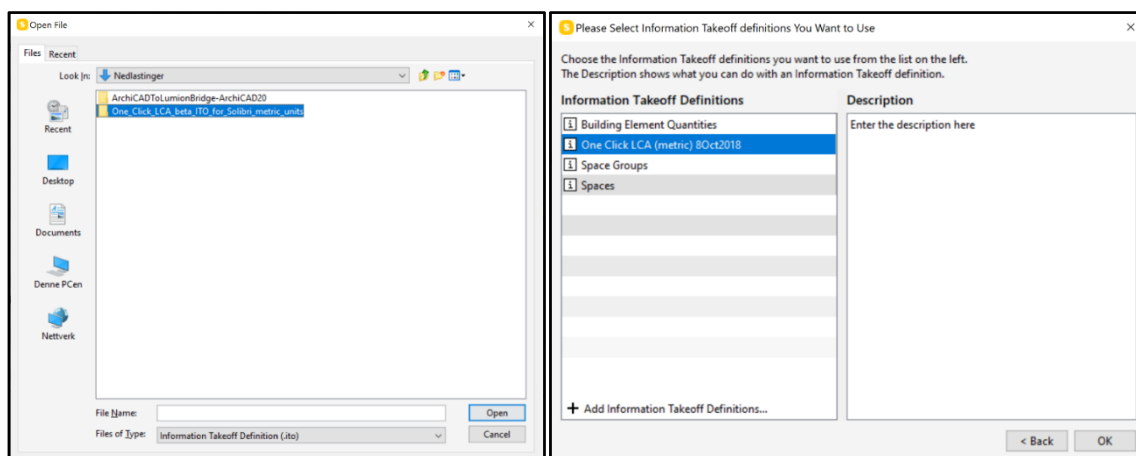 Open File
Files Recent
Look In: Nedlastinger
ArchiCADToLumionBridge-ArchiCAD20
One_Click_LCA_beta_ITO_for_Solibri_metric_units
Recent
Desktop
Documents
Denne PCen
Nettverk
File Name:
Open
Files of Type: Information Takeoff Definition (.ito)
Cancel
Please Select Information Takeoff definitions You Want to Use
Choose the Information Takeoff definitions you want to use from the list on the left.
The Description shows what you can do with an Information Takeoff definition.
Information Takeoff Definitions
Building Element Quantities
One Click LCA (metric) 8Oct2018
Space Groups
Spaces
+ Add Information Takeoff Definitions...
Description
Enter the description here
< Back
OK